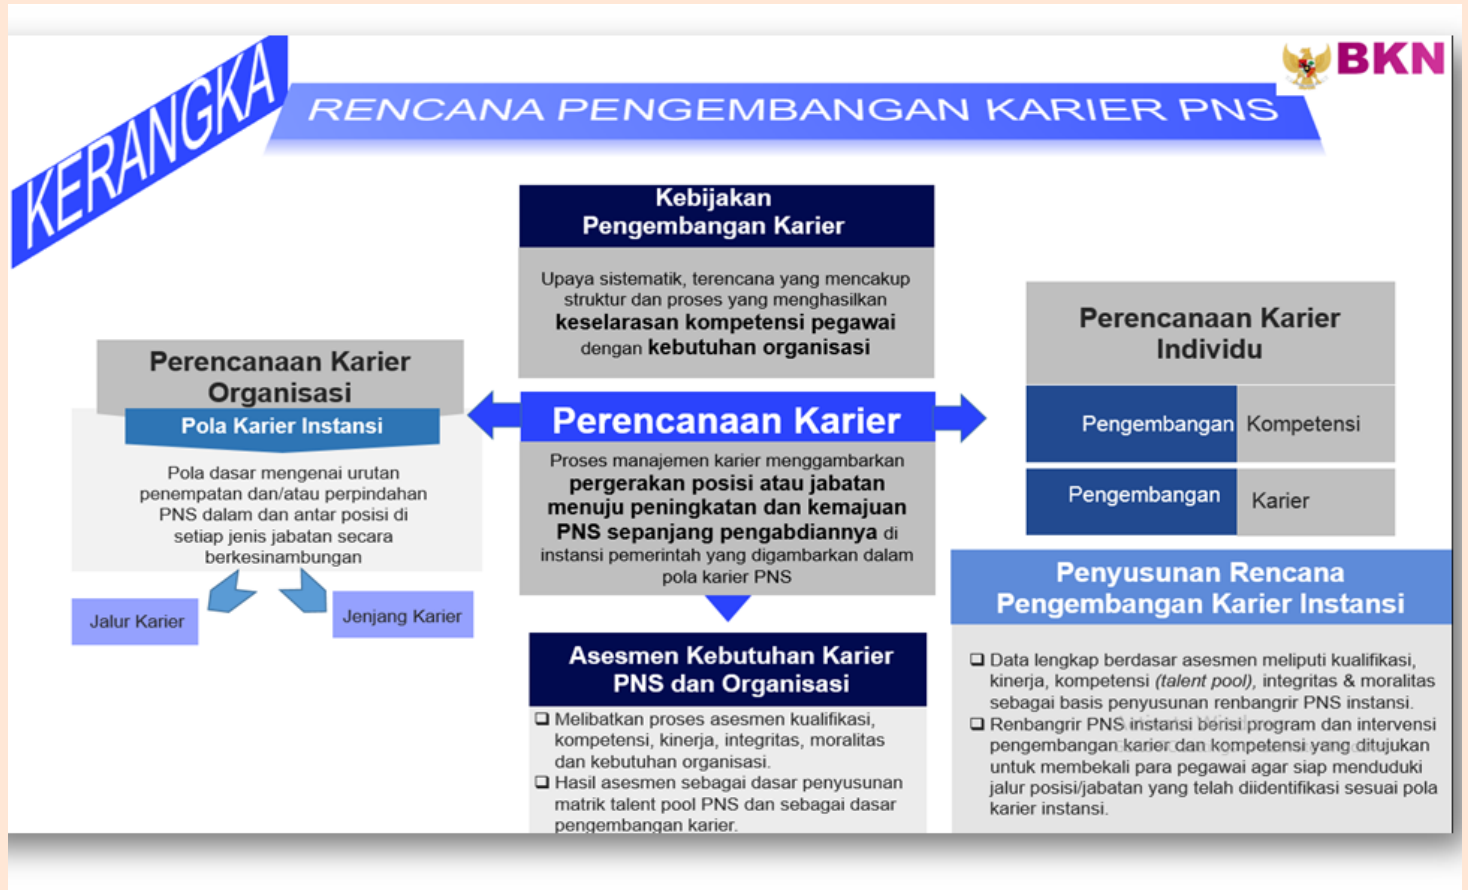 KERANGKA
RENCANA PENGEMBANGAN KARIER PNS
BKN
Kebijakan
Pengembangan Karier
Upaya sistematik, terencana yang mencakup
struktur dan proses yang menghasilkan
keselarasan kompetensi pegawai
dengan kebutuhan organisasi
Perencanaan Karier
Organisasi
Pola Karier Instansi
Pola dasar mengenai urutan
penempatan dan/atau perpindahan
PNS dalam dan antar posisi di
setiap jenis jabatan secara
berkesinambungan
Jalur Karier
Jenjang Karier
Perencanaan Karier
Proses manajemen karier menggambarkan
pergerakan posisi atau jabatan
menuju peningkatan dan kemajuan
PNS sepanjang pengabdiannya di
instansi pemerintah yang digambarkan dalam
pola karier PNS
Asesmen Kebutuhan Karier
PNS dan Organisasi
❑ Melibatkan proses asesmen kualifikasi,
kompetensi, kinerja, integritas, moralitas
dan kebutuhan organisasi.
❑ Hasil asesmen sebagai dasar penyusunan
matrik talent pool PNS dan sebagai dasar
pengembangan karier.
Perencanaan Karier
Individu
Pengembangan Kompetensi
Pengembangan Karier
Penyusunan Rencana
Pengembangan Karier Instansi
❑ Data lengkap berdasar asesmen meliputi kualifikasi,
kinerja, kompetensi (talent pool), integritas & moralitas
sebagai basis penyusunan renbangrir PNS instansi.
❑ Renbangrir PNS instansi berisi program dan intervensi
pengembangan karier dan kompetensi yang ditujukan
untuk membekali para pegawai agar siap menduduki
jalur posisi/jabatan yang telah diidentifikasi sesuai pola
karier instansi.
Activate Windows